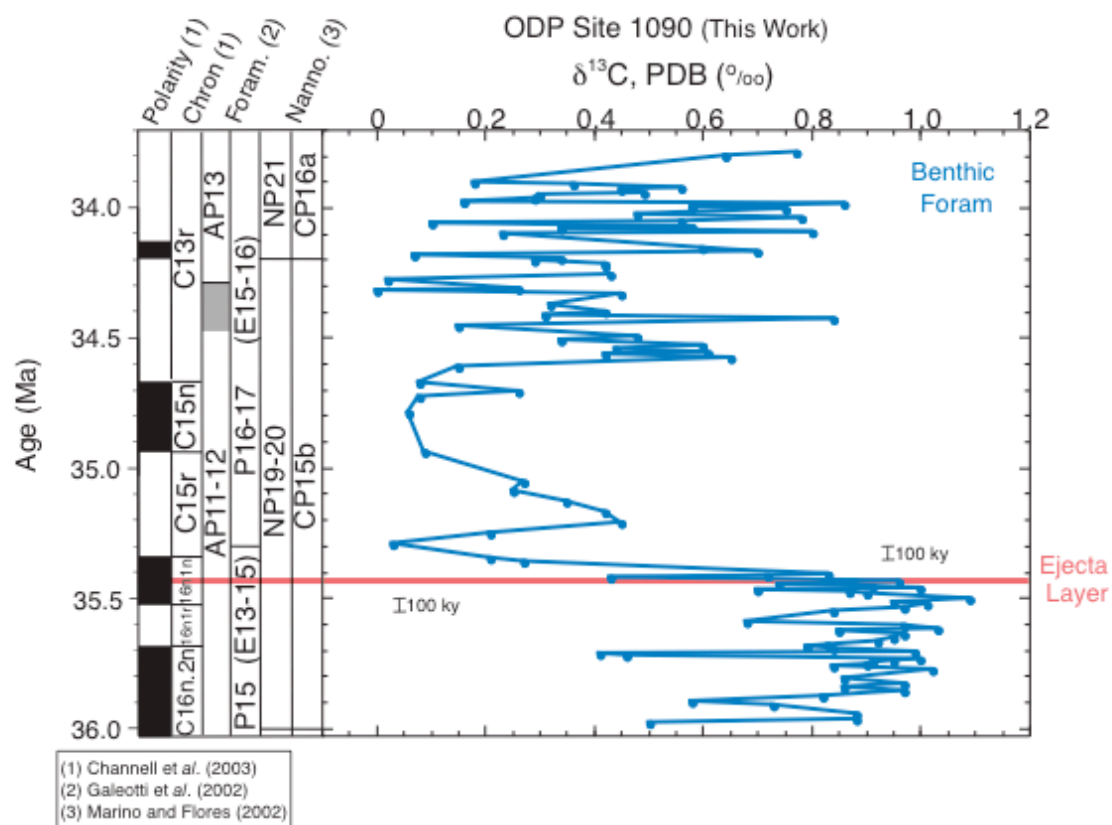 ODP Site 1090 (This Work)
δ13C, PDB (o/oo)
Polarity (1)
Chron (1)
Foram. (2)
Nanno. (3)
0 0.2 0.4 0.6 0.8 1.0 1.2
Benthic
Foram
Age (Ma)
34.0
34.5
35.0
35.5
36.0
C13r
C15n
C15r
16n1n
16n1r
C16n.2n
AP13
AP11-12
P15 (E13-15)
P16-17 (E15-16)
NP21
NP19-20
CP16a
CP15b
100 ky
100 ky
Ejecta
Layer
(1) Channell et al. (2003)
(2) Galeotti et al. (2002)
(3) Marino and Flores (2002)